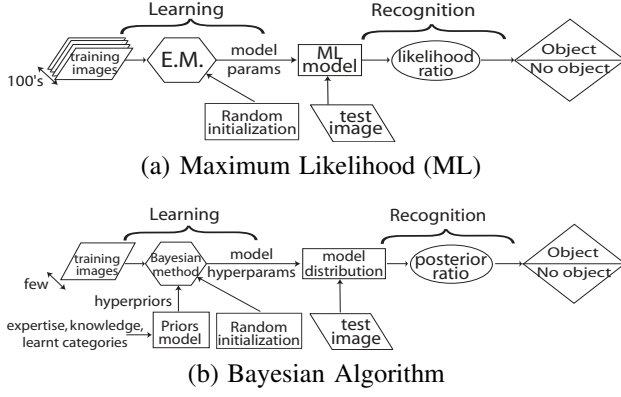 Learning
Recognition
training
images
100's
E.M.
model
params
Random
initialization
ML
model
test
image
likelihood
ratio
Object
No object
(a) Maximum Likelihood (ML)
Learning
Recognition
training
images
few
Bayesian
method
model
hyperparams
hyperpriors
expertise, knowledge,
learnt categories
Priors
model
Random
initialization
model
distribution
test
image
posterior
ratio
Object
No object
(b) Bayesian Algorithm